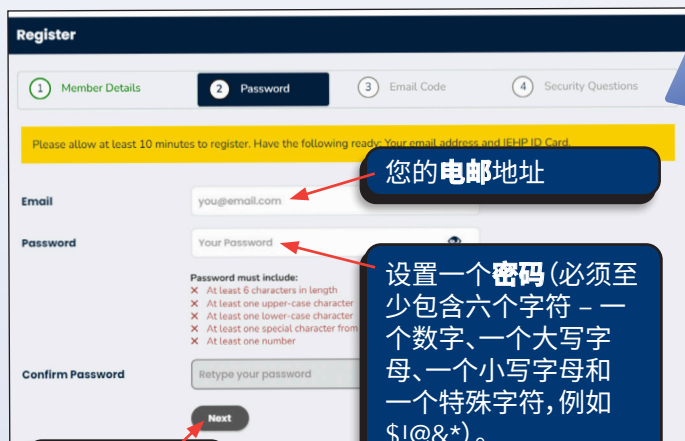 Register
1 Member Details
2 Password
3 Email Code
4 Security Questions
Please allow at least 10 minutes to register. Have the following ready: Your email address and IEHP ID Card.
您的电邮地址
Email
you@email.com
Password
Your Password
Password must include:
✕ At least 6 characters in length
✕ At least one upper-case character
✕ At least one lower-case character
✕ At least one special character from
✕ At least one number
设置一个密码(必须至
少包含六个字符 – 一
个数字、一个大写字
母、一个小写字母和
一个特殊字符,例如
$!@&*)。
Confirm Password
Retype your password
Next